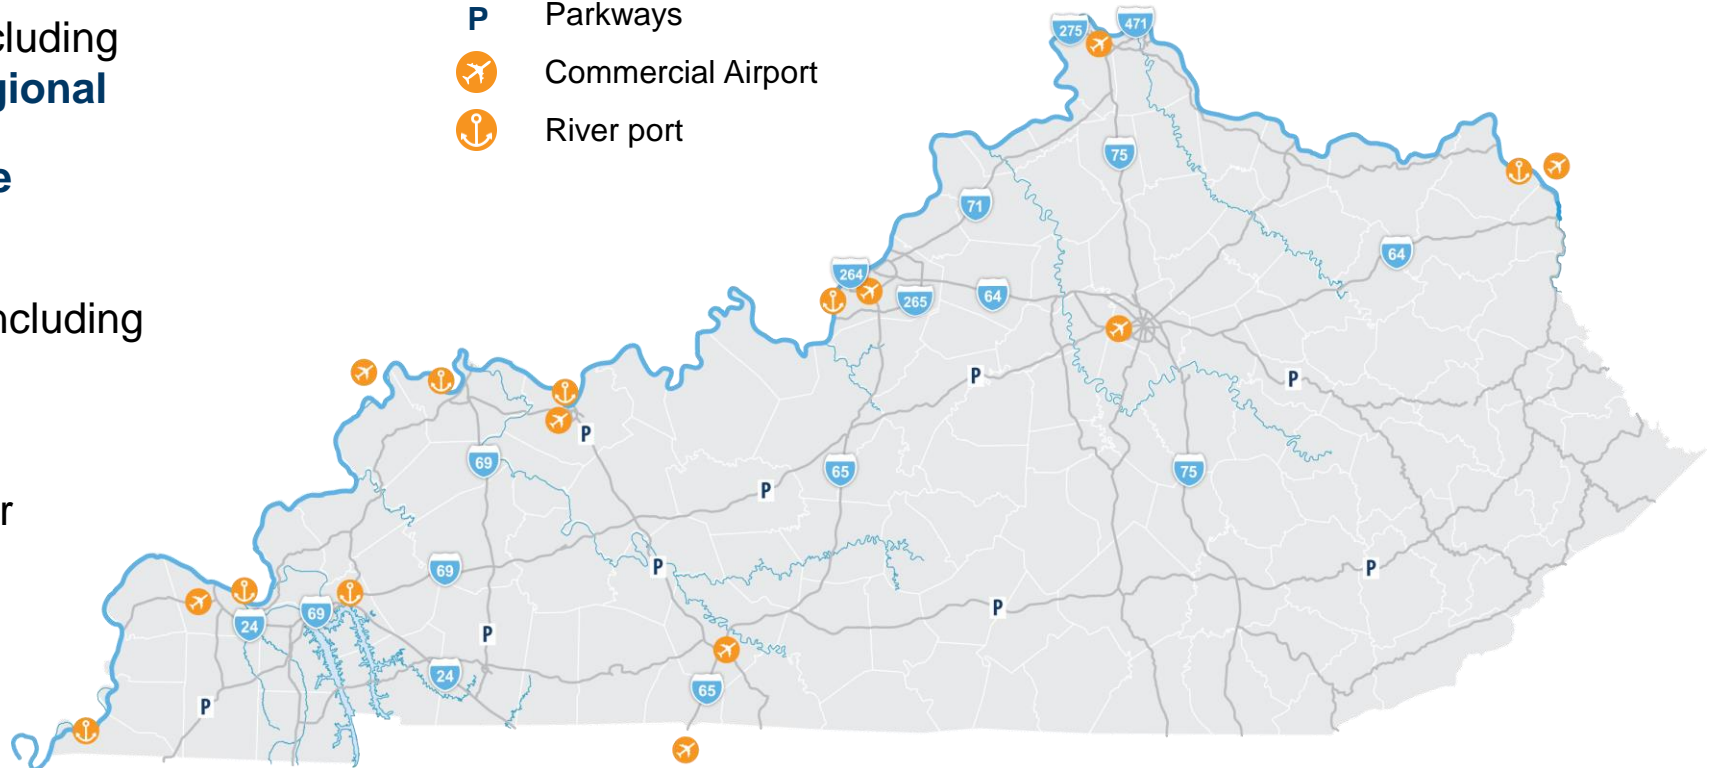 cluding
gional
e
ncluding
r
P Parkways
Commercial Airport
River port
275
471
75
71
64
264
265
64
P
P
P
69
65
75
P
69
P
P
24
69
P
P
24
65
P